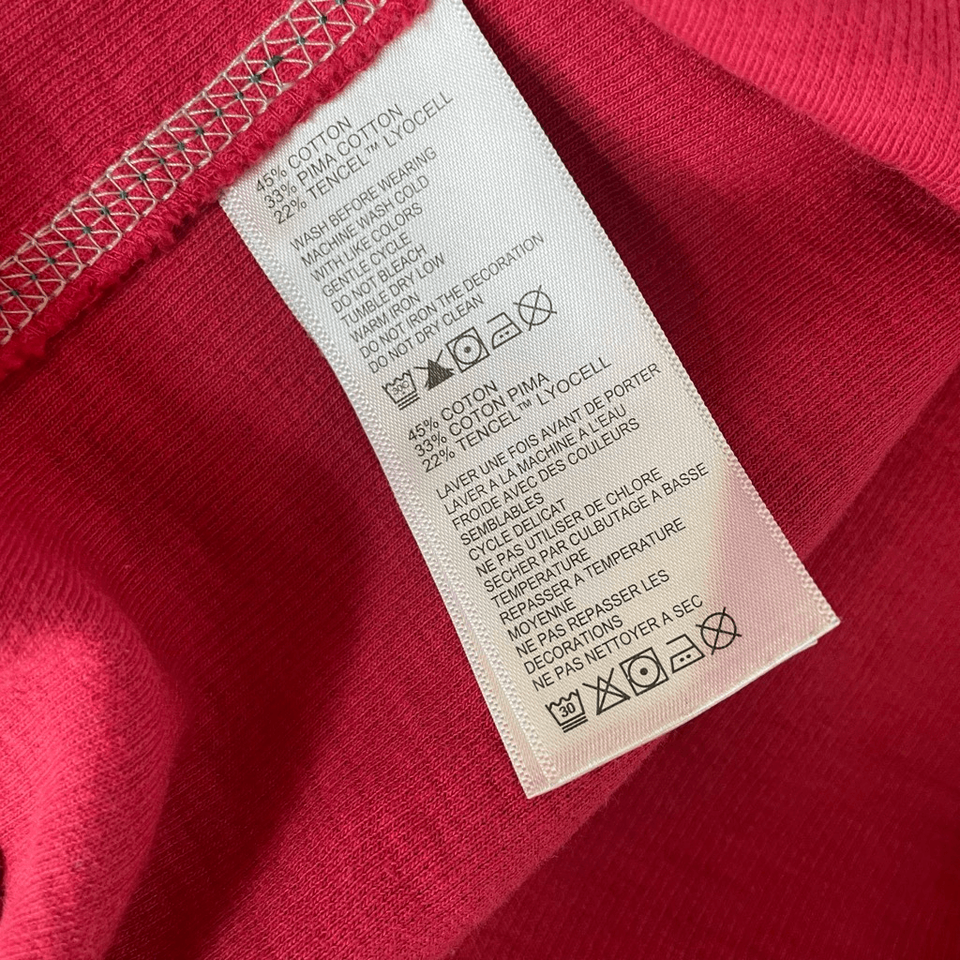 45% COTTON
33% PIMA COTTON
22% TENCEL™ LYOCELL
WASH BEFORE WEARING
MACHINE WASH COLD
WITH LIKE COLORS
GENTLE CYCLE
DO NOT BLEACH
TUMBLE DRY LOW
WARM IRON
DO NOT IRON THE DECORATION
DO NOT DRY CLEAN
30°C
45% COTON
33% COTON PIMA
22% TENCEL™ LYOCELL
LAVER UNE FOIS AVANT DE PORTER
LAVER A LA MACHINE À L'EAU
FROIDE AVEC DES COULEURS
SEMBLABLES
CYCLE DELICAT
NE PAS UTILISER DE CHLORE
SECHER PAR CULBUTAGE A BASSE
TEMPERATURE
REPASSER A TEMPERATURE
MOYENNE
NE PAS REPASSER LES
DECORATIONS
NE PAS NETTOYER A SEC
30